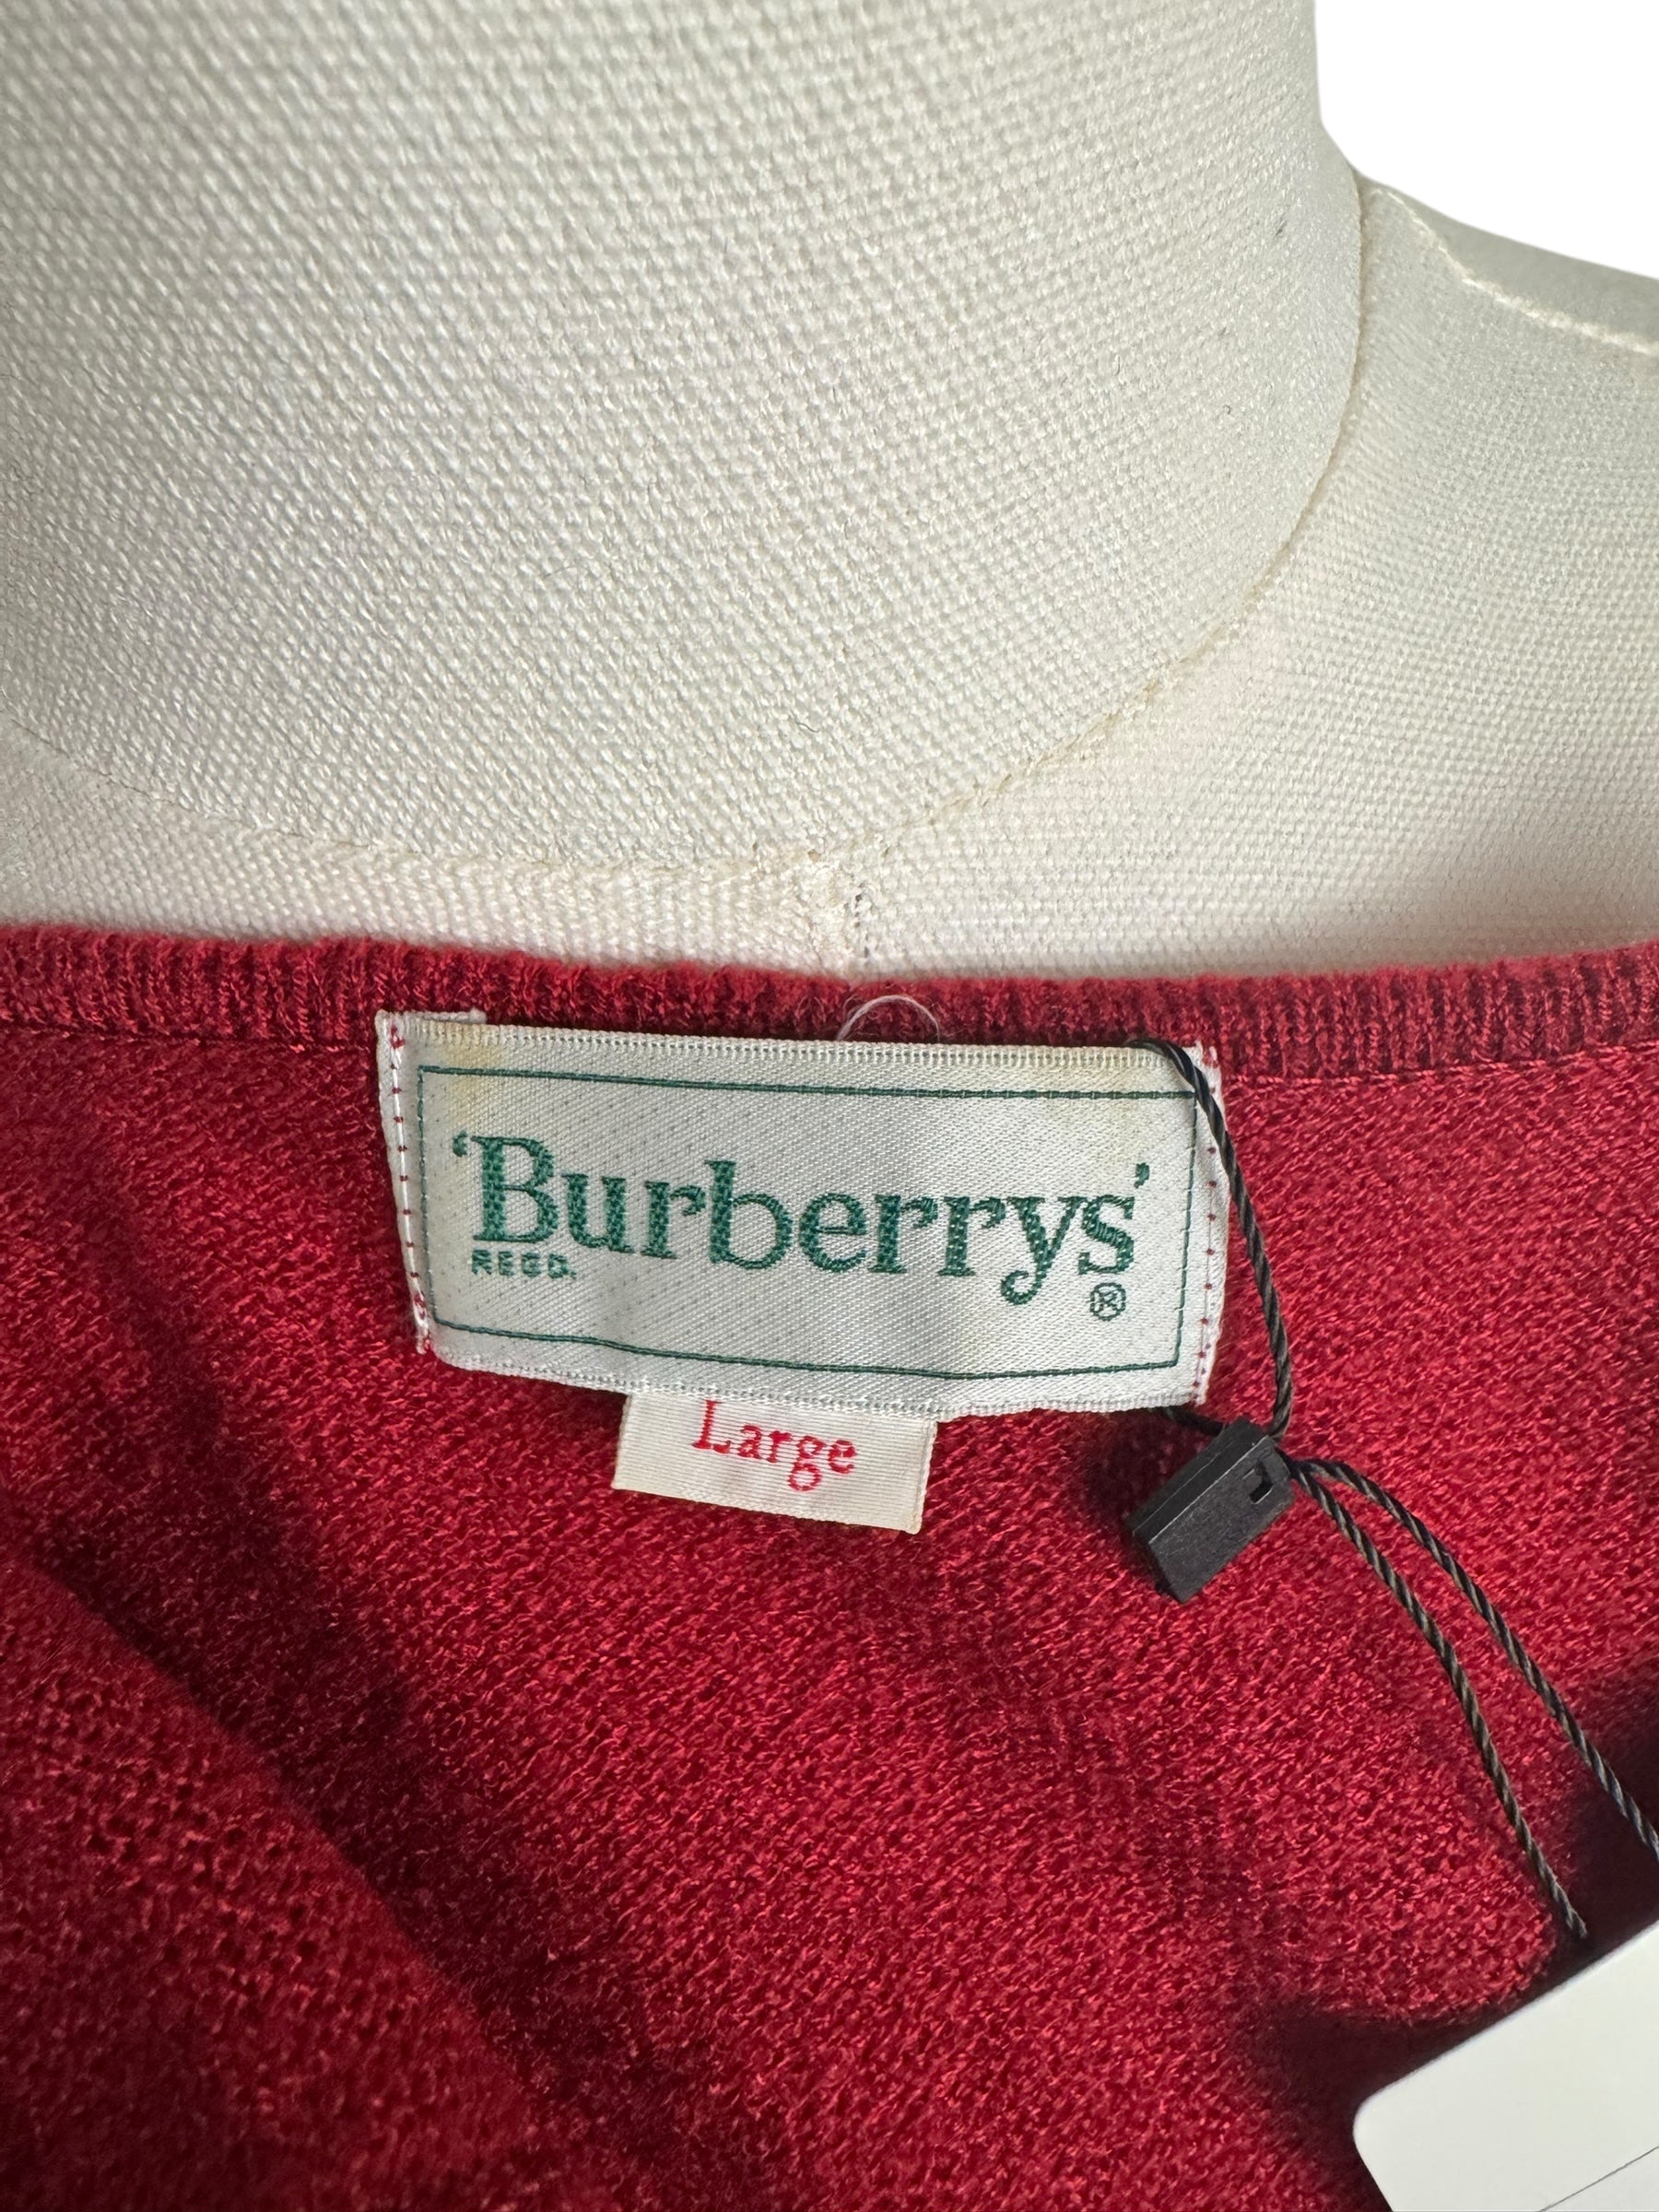 ‘Burberrys’
REGD.
®
Large